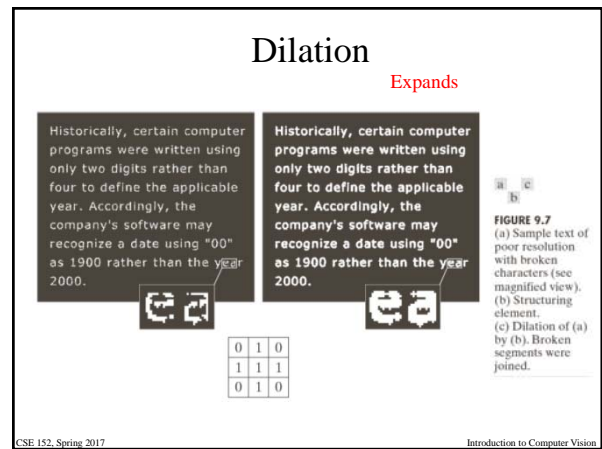 Dilation
Expands
Historically, certain computer
programs were written using
only two digits rather than
four to define the applicable
year. Accordingly, the
company's software may
recognize a date using "00"
as 1900 rather than the year
2000.
ea
Historically, certain computer
programs were written using
only two digits rather than
four to define the applicable
year. Accordingly, the
company's software may
recognize a date using "00"
as 1900 rather than the year
2000.
ea
0 1 0
1 1 1
0 1 0
a c
b
FIGURE 9.7
(a) Sample text of
poor resolution
with broken
characters (see
magnified view).
(b) Structuring
element.
(c) Dilation of (a)
by (b). Broken
segments were
joined.
CSE 152, Spring 2017
Introduction to Computer Vision